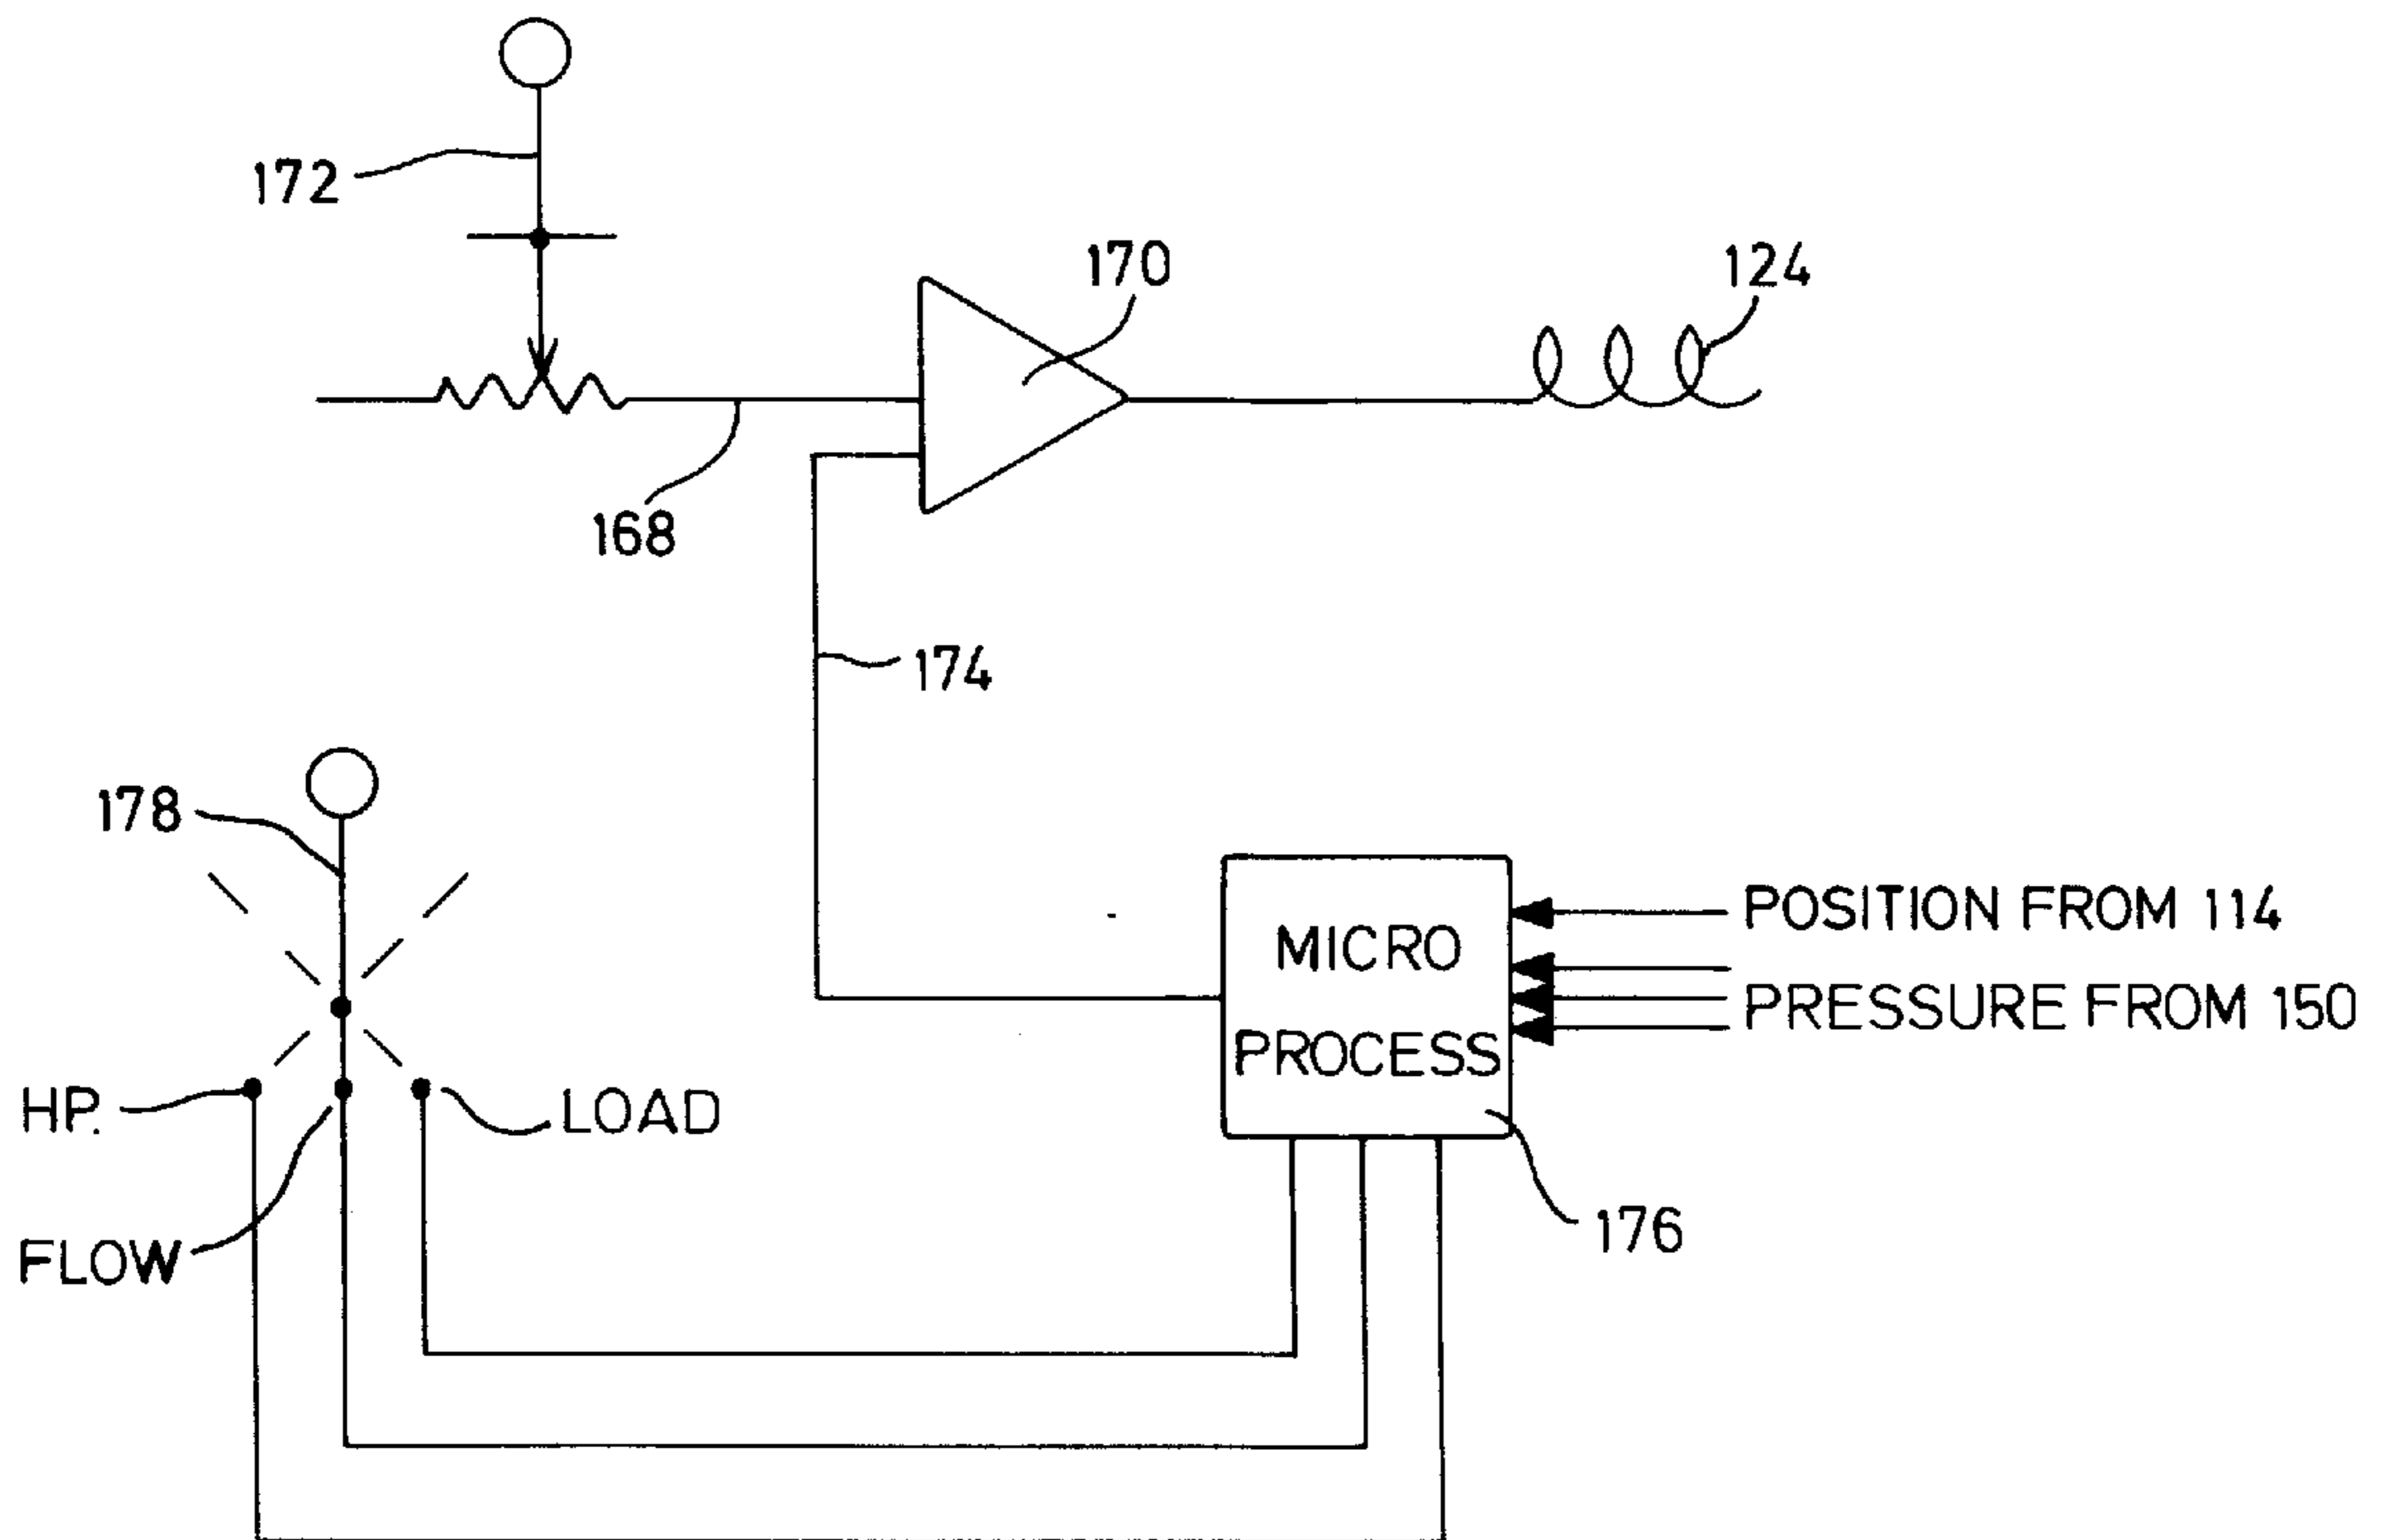 172
170
124
168
174
178
POSITION FROM 114
MICRO
PROCESS
PRESSURE FROM 150
HP.
LOAD
FLOW
176